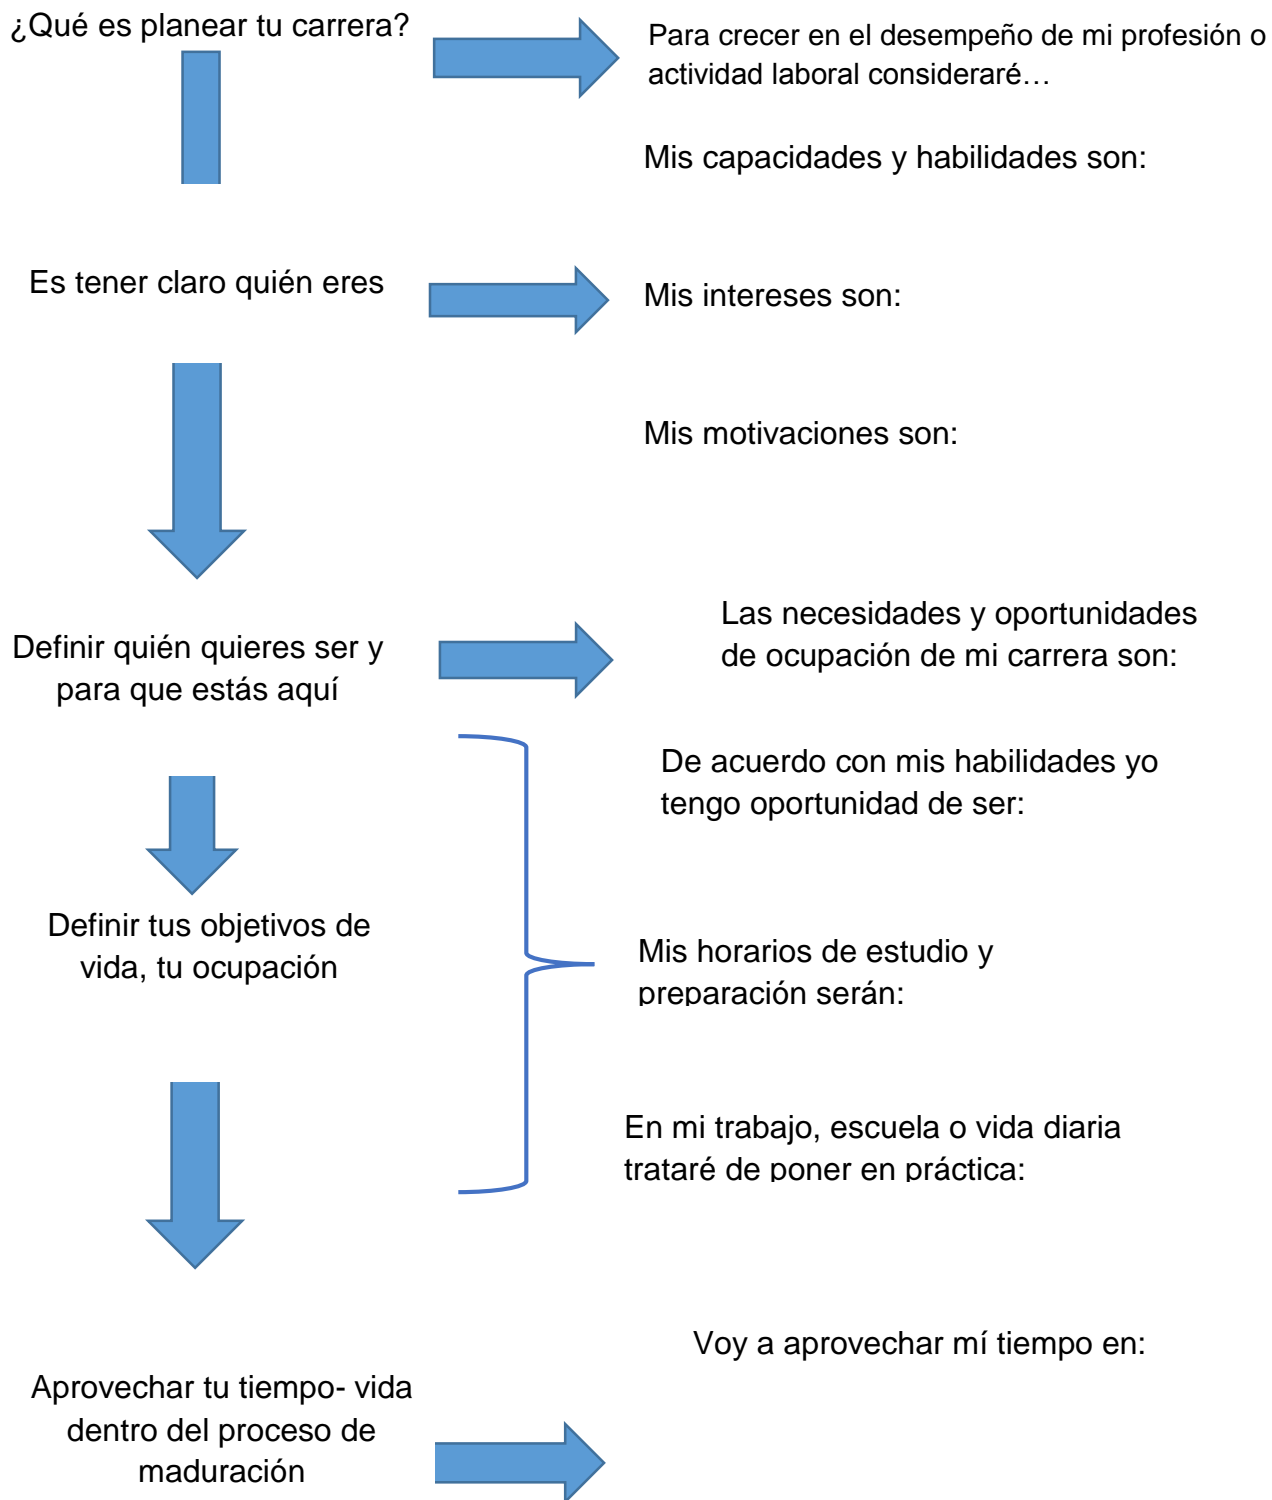 ¿Qué es planear tu carrera?
Para crecer en el desempeño de mi profesión o
actividad laboral consideraré…
Mis capacidades y habilidades son:
Es tener claro quién eres
Mis intereses son:
Mis motivaciones son:
Definir quién quieres ser y
para que estás aquí
Las necesidades y oportunidades
de ocupación de mi carrera son:
De acuerdo con mis habilidades yo
tengo oportunidad de ser:
Definir tus objetivos de
vida, tu ocupación
Mis horarios de estudio y
preparación serán:
En mi trabajo, escuela o vida diaria
trataré de poner en práctica:
Voy a aprovechar mí tiempo en:
Aprovechar tu tiempo- vida
dentro del proceso de
maduración